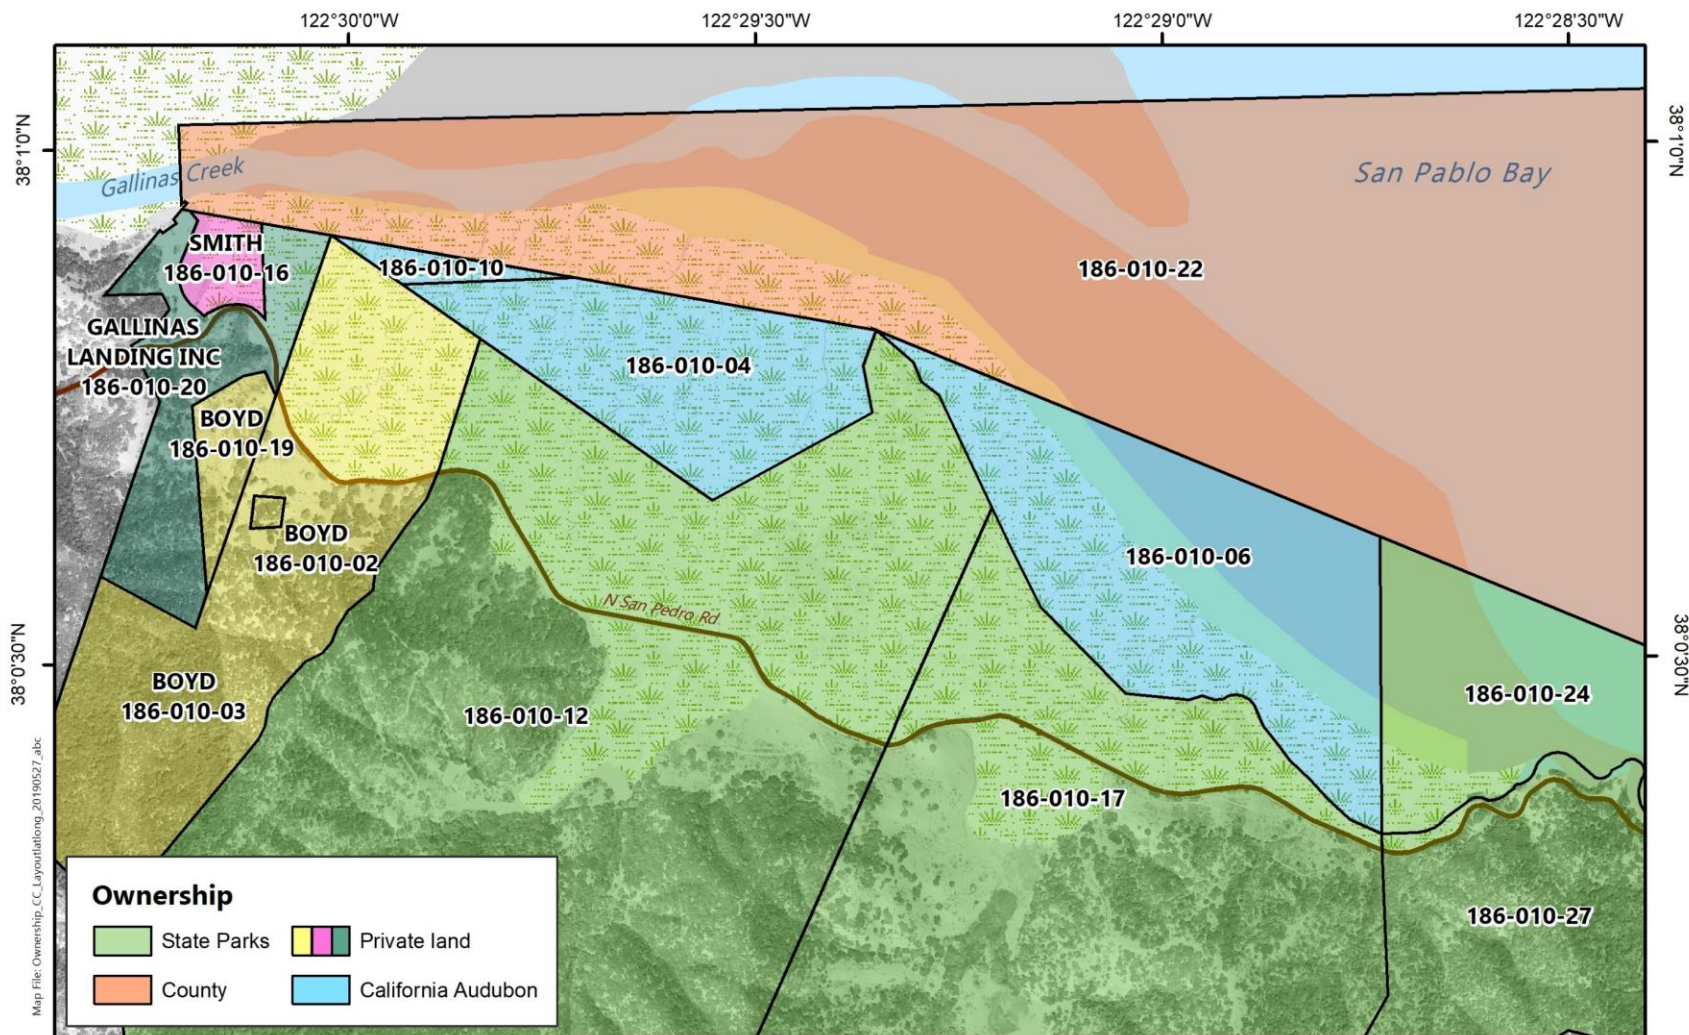 122°30'0"W
122°29'30"W
122°29'0"W
122°28'30"W
38°1'0"N
38°1'0"N
Gallinas Creek
San Pablo Bay
SMITH
186-010-16
186-010-10
186-010-22
GALLINAS
LANDING INC
186-010-20
186-010-04
BOYD
186-010-19
BOYD
186-010-02
186-010-06
N San Pedro Rd
38°0'30"N
38°0'30"N
BOYD
186-010-03
186-010-12
186-010-24
186-010-17
186-010-27
Ownership
State Parks
Private land
County
California Audubon
Map File: Ownership_CC_Layoutlatlong_20190527_abc